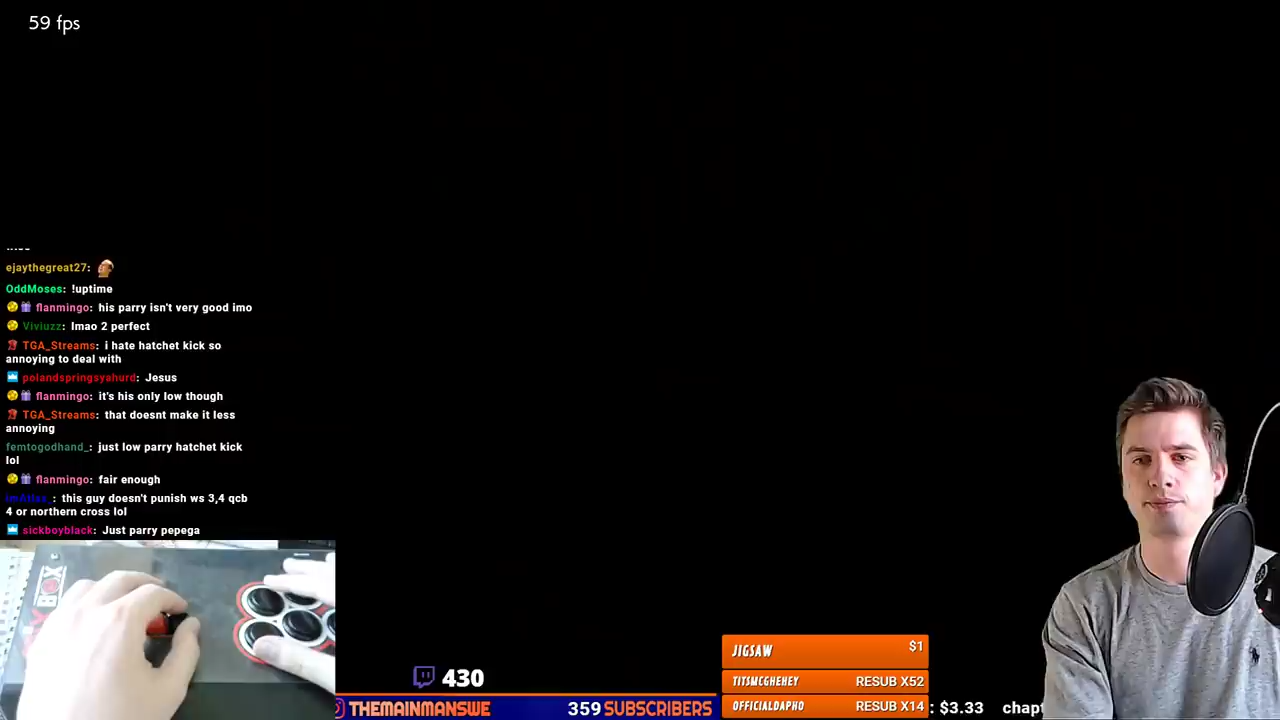 59 fps
ejaythegreat27:
OddMoses: !uptime
flanmingo: his parry isn't very good imo
Viviuzz: lmao 2 perfect
TGA_Streams: i hate hatchet kick so
annoying to deal with
polandspringsyahurd: Jesus
flanmingo: it's his only low though
TGA_Streams: that doesnt make it less
annoying
femtogodhand_: just low parry hatchet kick
lol
flanmingo: fair enough
this guy doesn't punish ws 3,4 qcb
4 or northern cross lol
sickboyblack: Just parry pepega
BOX
430
THEMAINMANSWE
359 SUBSCRIBERS
JIGSAW $1
TITSMCGHEHEY RESUB X52
OFFICIALDAPHO RESUB X14
: $3.33 chapt